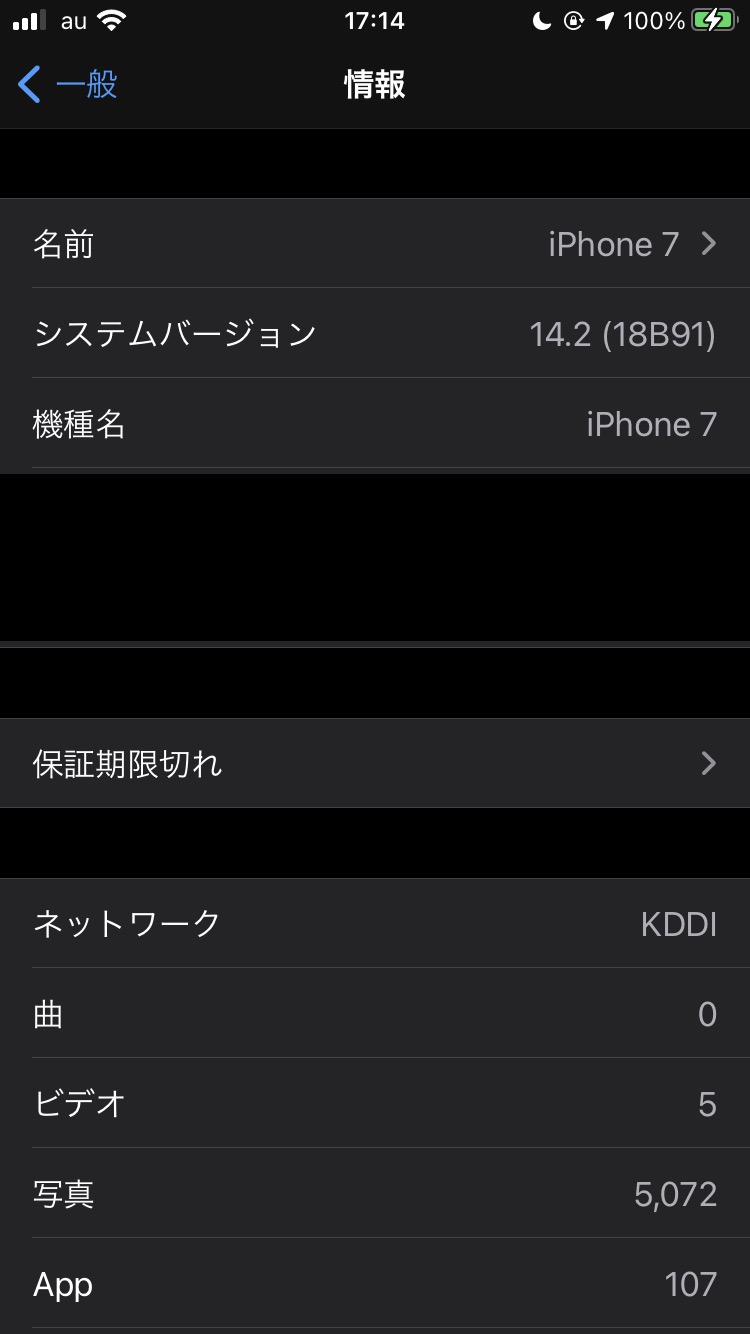 au 17:14 100%
一般 情報
名前 iPhone 7
システムバージョン 14.2 (18B91)
機種名 iPhone 7
保証期限切れ
ネットワーク KDDI
曲 0
ビデオ 5
写真 5,072
App 107